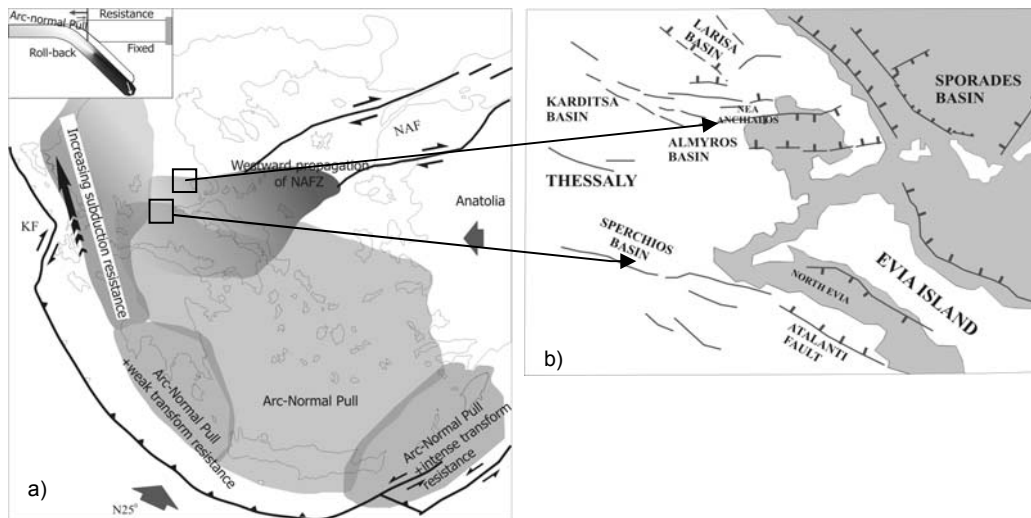 Arc-normal Pull
Resistance
Roll-back
Fixed
Increasing subduction resistance
KF
NAF
Westward propagation
of NAFZ
Anatolia
Arc-Normal Pull
+weak transform resistance
Arc-Normal Pull
Arc-Normal Pull
+intense transform
resistance
N25°
a)
LARISA
BASIN
SPORADES
BASIN
KARDITSA
BASIN
NEA
ANCHIALOS
ALMYROS
BASIN
THESSALY
SPERCHIOS
BASIN
EVIA ISLAND
NORTH EVIA
ATALANTI
FAULT
b)